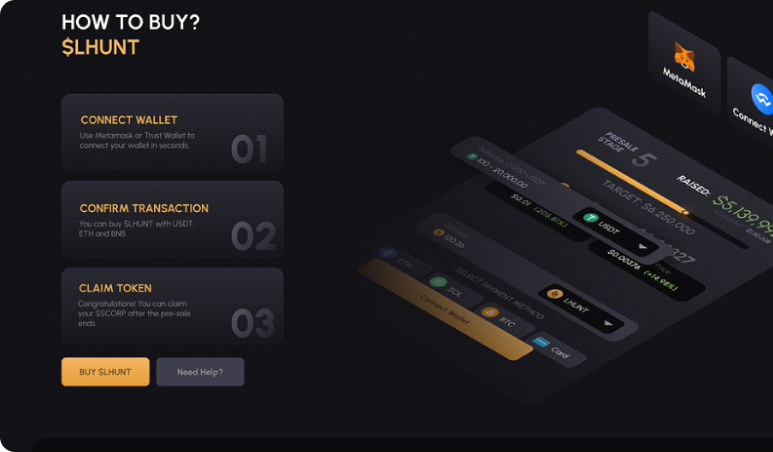 HOW TO BUY?
$LHUNT
CONNECT WALLET
Use Metamask or Trust Wallet to
connect your wallet in seconds.
01
CONFIRM TRANSACTION
You can buy $LHUNT with USDT,
ETH and BNB.
02
CLAIM TOKEN
Congratulations! You can claim
your $SCORP after the pre-sale
ends.
03
BUY $LHUNT
Need Help?
MetaMask
Connect W
PRESALE
STAGE
5
RAISED:
$5,139,99
TARGET: $6,250,000
100 - 20,000.00
USDT
$0.01 (206.81%)
$0.00376 (+14.98%)
LHUNT
SELECT PAYMENT METHOD
ETH
SOL
BTC
Card
Connect Wallet